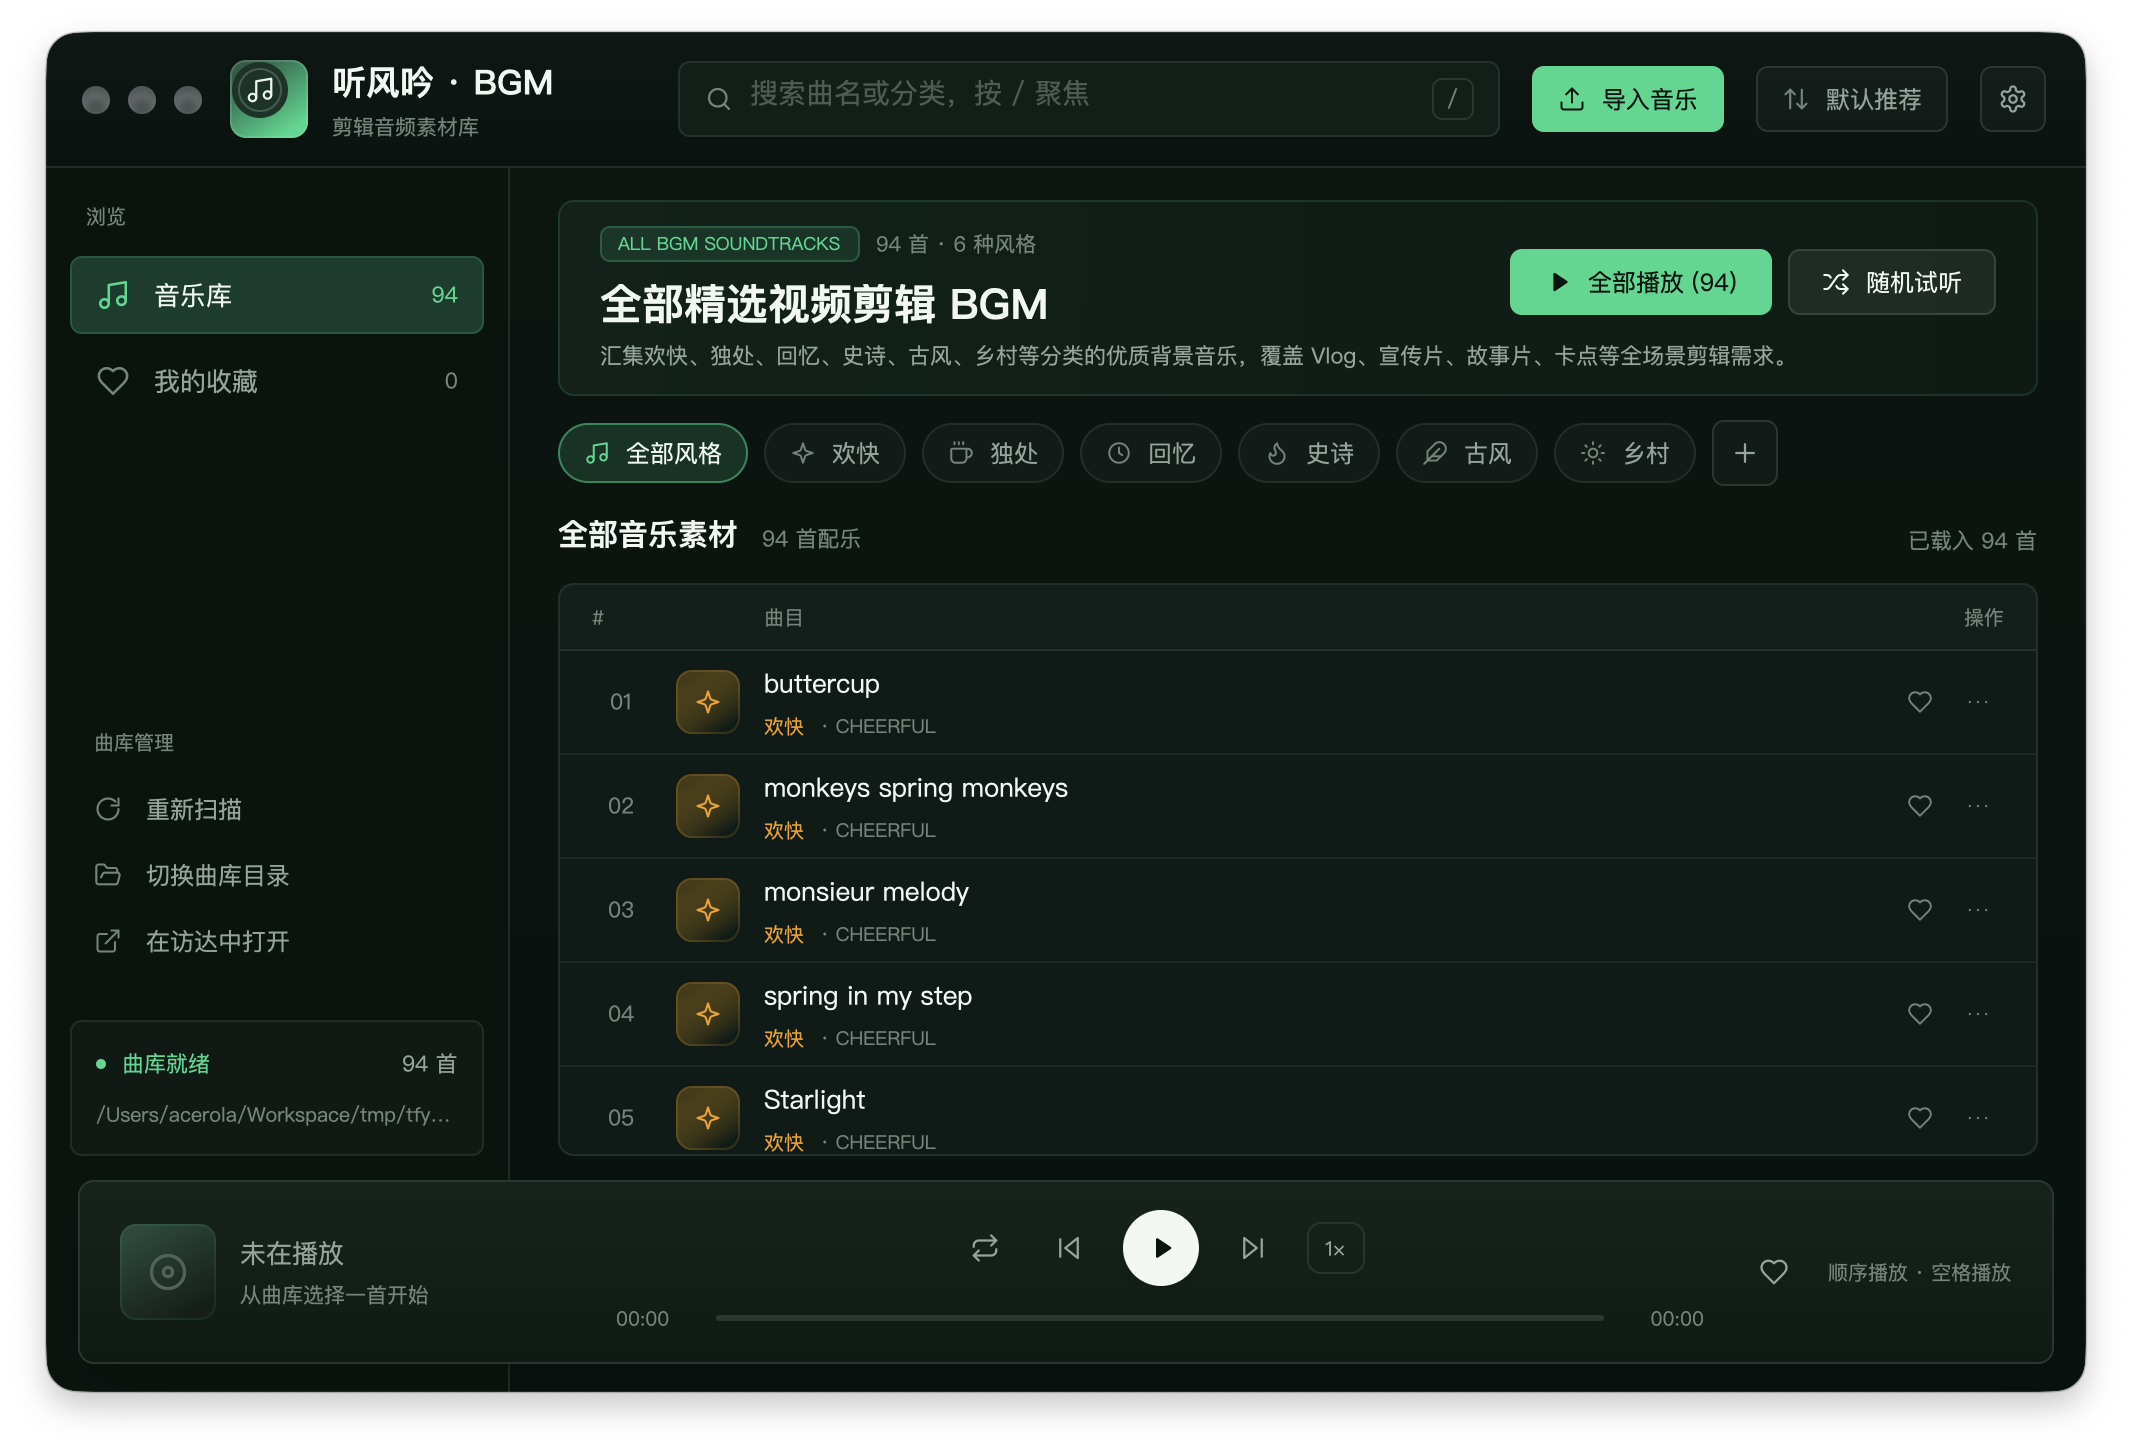 听风吟 · BGM
剪辑音频素材库
搜索曲名或分类，按 / 聚焦
/
导入音乐
默认推荐
浏览
音乐库 94
我的收藏 0
曲库管理
重新扫描
切换曲库目录
在访达中打开
曲库就绪 94 首
/Users/acerola/Workspace/tmp/tfy...
ALL BGM SOUNDTRACKS 94 首 · 6 种风格
全部精选视频剪辑 BGM
汇集欢快、独处、回忆、史诗、古风、乡村等分类的优质背景音乐，覆盖 Vlog、宣传片、故事片、卡点等全场景剪辑需求。
全部播放 (94)
随机试听
全部风格 欢快 独处 回忆 史诗 古风 乡村
全部音乐素材 94 首配乐 已载入 94 首
# 曲目 操作
01 buttercup
欢快 · CHEERFUL
02 monkeys spring monkeys
欢快 · CHEERFUL
03 monsieur melody
欢快 · CHEERFUL
04 spring in my step
欢快 · CHEERFUL
05 Starlight
欢快 · CHEERFUL
未在播放
从曲库选择一首开始
1×
00:00 00:00
顺序播放 · 空格播放